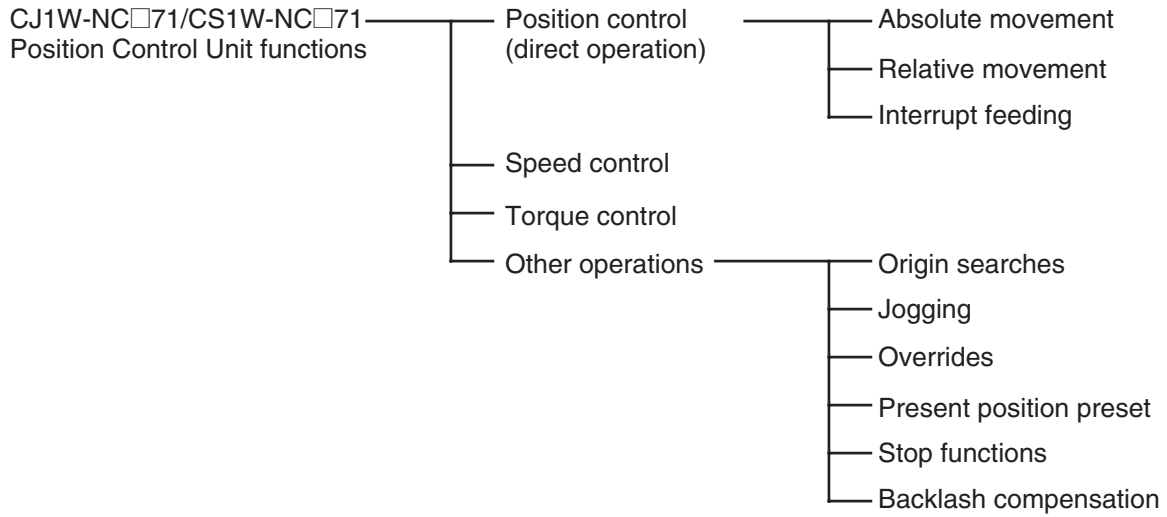 CJ1W-NC□71/CS1W-NC□71
Position Control Unit functions
Position control
(direct operation)
Absolute movement
Relative movement
Interrupt feeding
Speed control
Torque control
Other operations
Origin searches
Jogging
Overrides
Present position preset
Stop functions
Backlash compensation